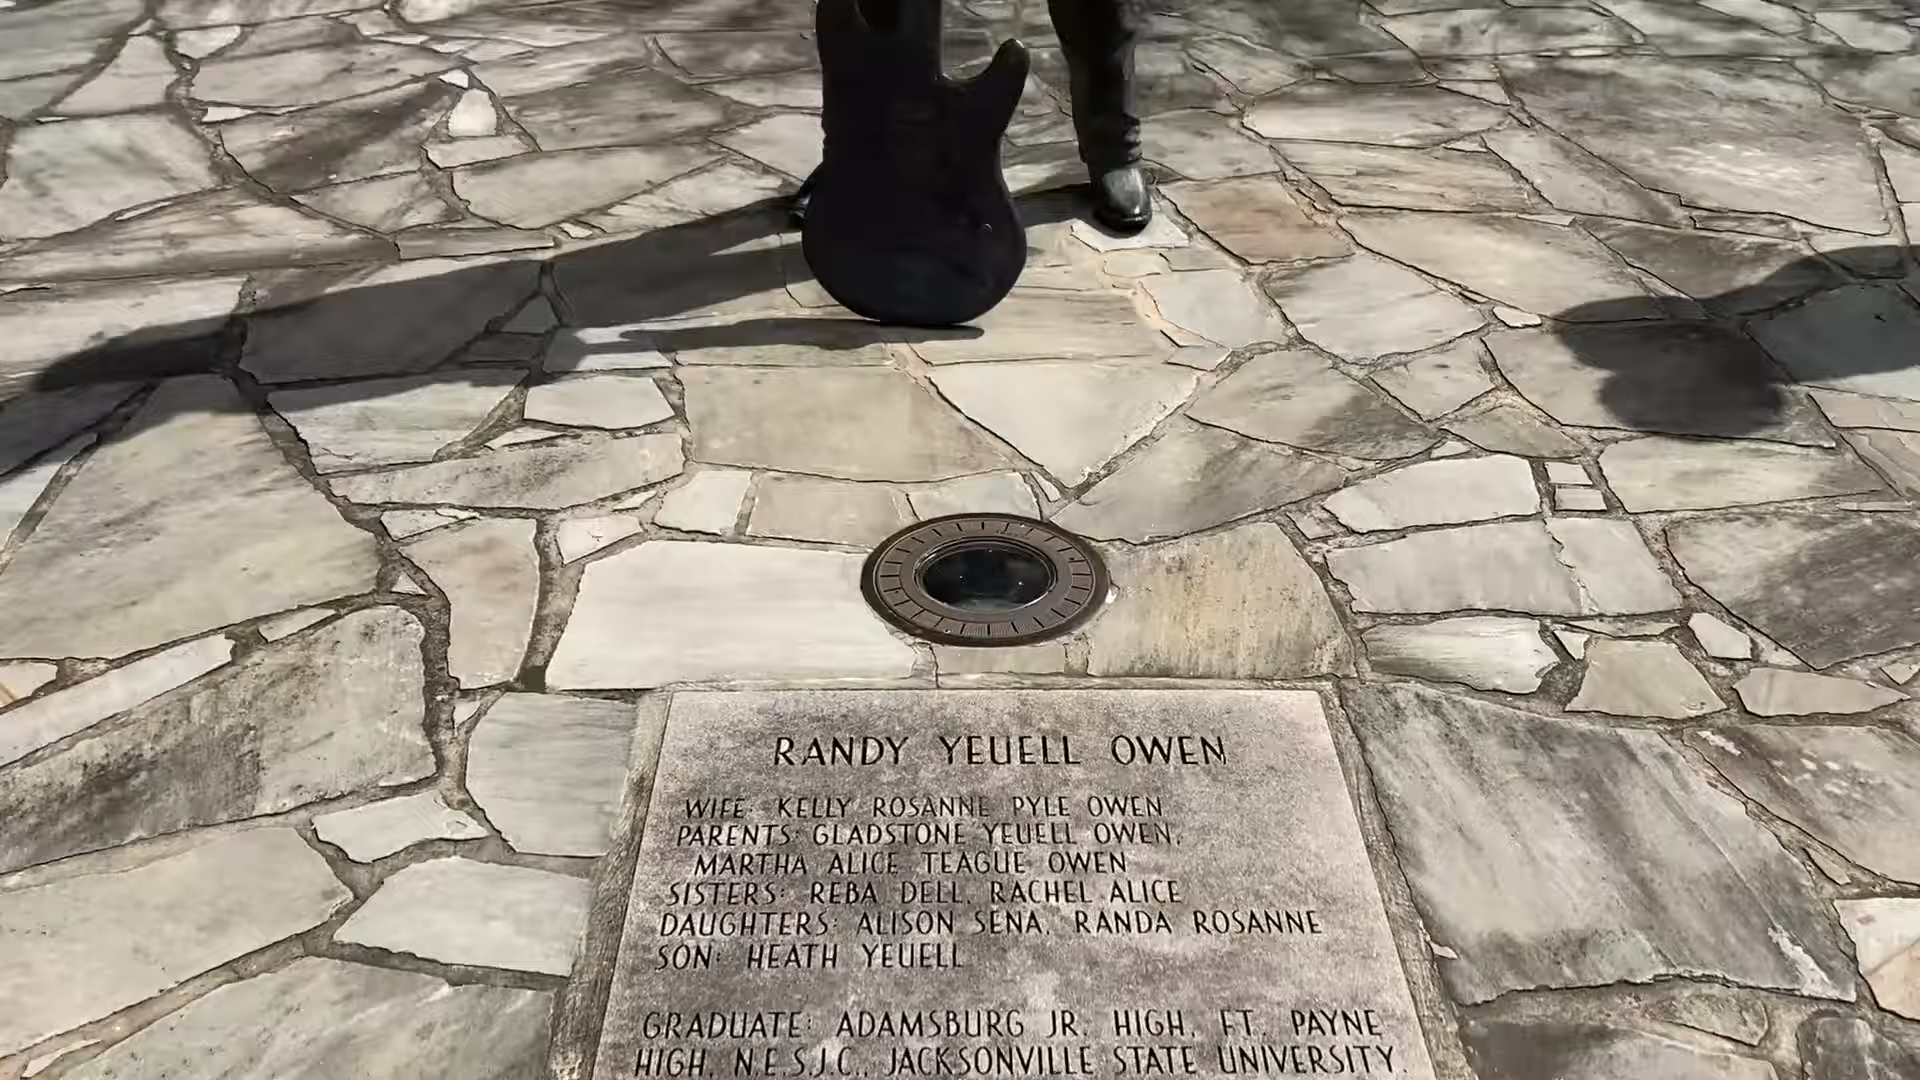 RANDY YEUELL OWEN
WIFE: KELLY ROSANNE PYLE OWEN
PARENTS: GLADSTONE YEUELL OWEN,
MARTHA ALICE TEAGUE OWEN
SISTERS: REBA DELL, RACHEL ALICE
DAUGHTERS: ALISON SENA, RANDA ROSANNE
SON: HEATH YEUELL
GRADUATE: ADAMSBURG JR. HIGH, FT. PAYNE
HIGH, N.E.S.J.C., JACKSONVILLE STATE UNIVERSITY.